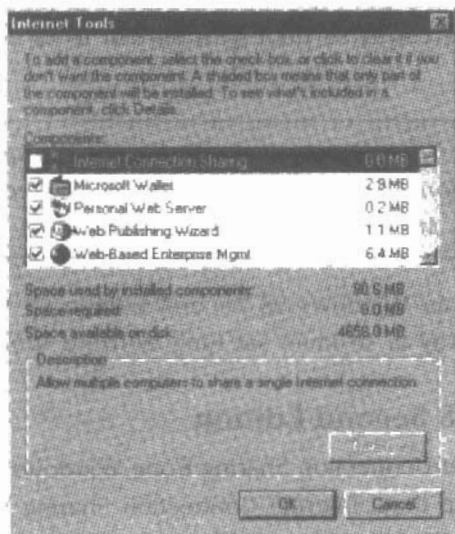 Internet Tools
To add a component, select the check box, or click to clear it if you
don't want the component. A shaded box means that only part of
the component will be installed. To see what's included in a
component, click Details.
Components:
Internet Connection Sharing 0.0 MB
Microsoft Wallet 2.9 MB
Personal Web Server 0.2 MB
Web Publishing Wizard 1.1 MB
Web-Based Enterprise Mgmt 6.4 MB
Space used by installed components: 90.6 MB
Space required: 0.0 MB
Space available on disk: 4656.0 MB
Description
Allow multiple computers to share a single Internet connection.
OK Cancel